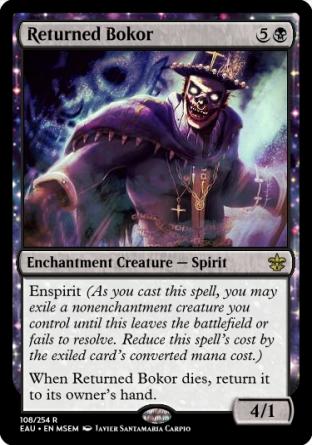 Returned Bokor 5
Enchantment Creature — Spirit
Enspirit (As you cast this spell, you may
exile a nonenchantment creature you
control until this leaves the battlefield or
fails to resolve. Reduce this spell's cost by
the exiled card's converted mana cost.)
When Returned Bokor dies, return it
to its owner's hand.
4/1
108/254 R
EAU • EN MSEM Javier Santamaria Carpio